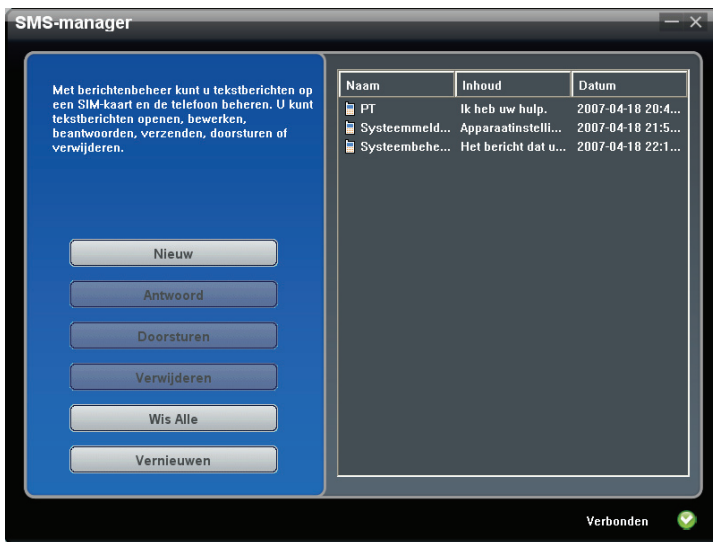 SMS-manager
Met berichtenbeheer kunt u tekstberichten op
een SIM-kaart en de telefoon beheren. U kunt
tekstberichten openen, bewerken,
beantwoorden, verzenden, doorsturen of
verwijderen.
Nieuw
Antwoord
Doorsturen
Verwijderen
Wis Alle
Vernieuwen
Naam Inhoud Datum
PT Ik heb uw hulp. 2007-04-18 20:4...
Systeemmeld... Apparaatinstelli... 2007-04-18 21:5...
Systeembehe... Het bericht dat u... 2007-04-18 22:1...
Verbonden